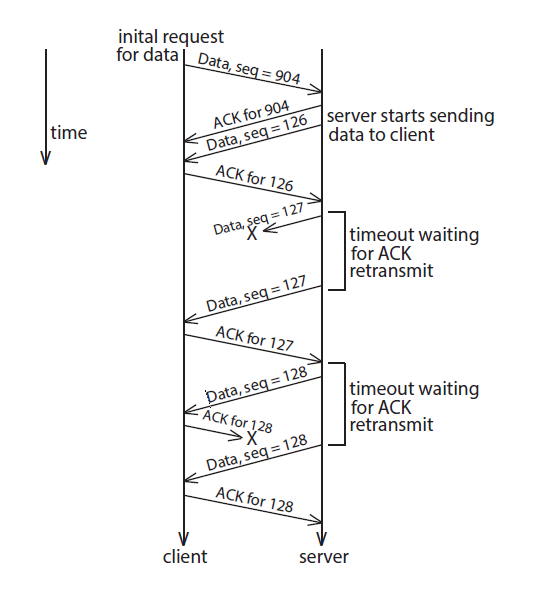 inital request
for data
Data, seq = 904
time
ACK for 904
server starts sending
data to client
Data, seq = 126
ACK for 126
Data, seq = 127
X
timeout waiting
for ACK
retransmit
Data, seq = 127
ACK for 127
Data, seq = 128
timeout waiting
for ACK
retransmit
ACK for 128
X
Data, seq = 128
ACK for 128
client
server